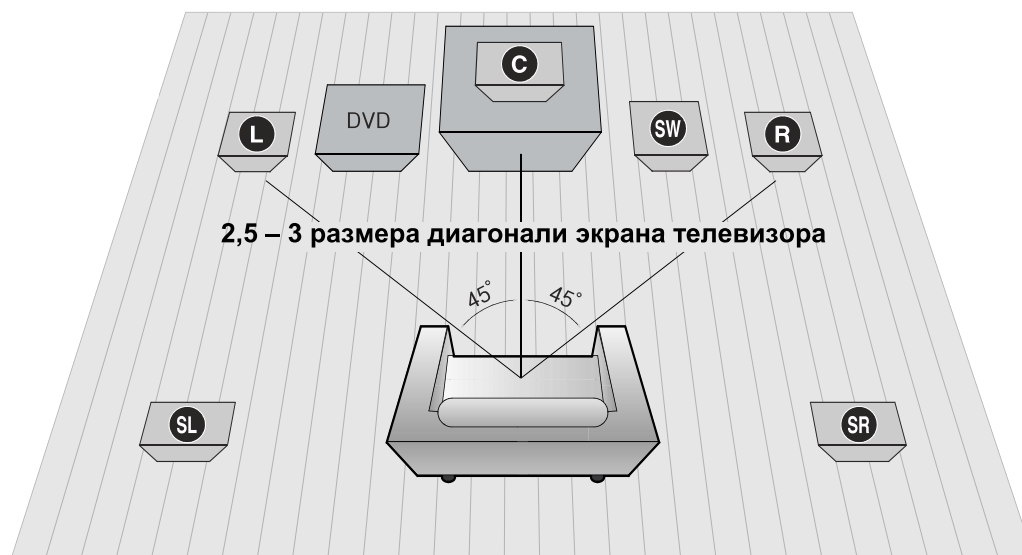 C
L
DVD
SW
R
2,5 – 3 размера диагонали экрана телевизора
45° 45°
SL
SR